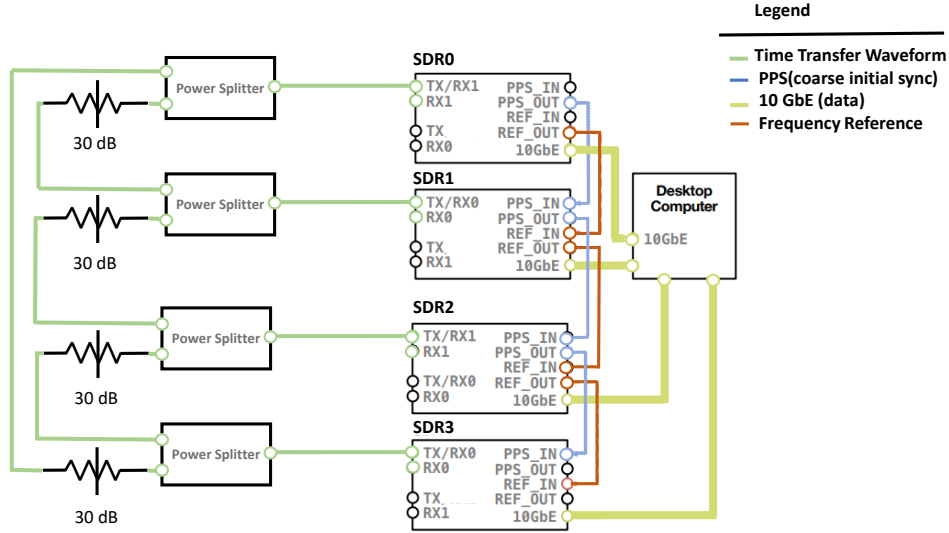 Legend
Time Transfer Waveform
PPS(coarse initial sync)
10 GbE (data)
Frequency Reference
Power Splitter
30 dB
SDR0
TX/RX1
RX1
TX
RX0
PPS_IN
PPS_OUT
REF_IN
REF_OUT
10GbE
Power Splitter
30 dB
SDR1
TX/RX0
RX0
TX
RX1
PPS_IN
PPS_OUT
REF_IN
REF_OUT
10GbE
Desktop
Computer
10GbE
Power Splitter
30 dB
SDR2
TX/RX1
RX1
TX/RX0
RX0
PPS_IN
PPS_OUT
REF_IN
REF_OUT
10GbE
Power Splitter
30 dB
SDR3
TX/RX0
RX0
TX
RX1
PPS_IN
PPS_OUT
REF_IN
REF_OUT
10GbE